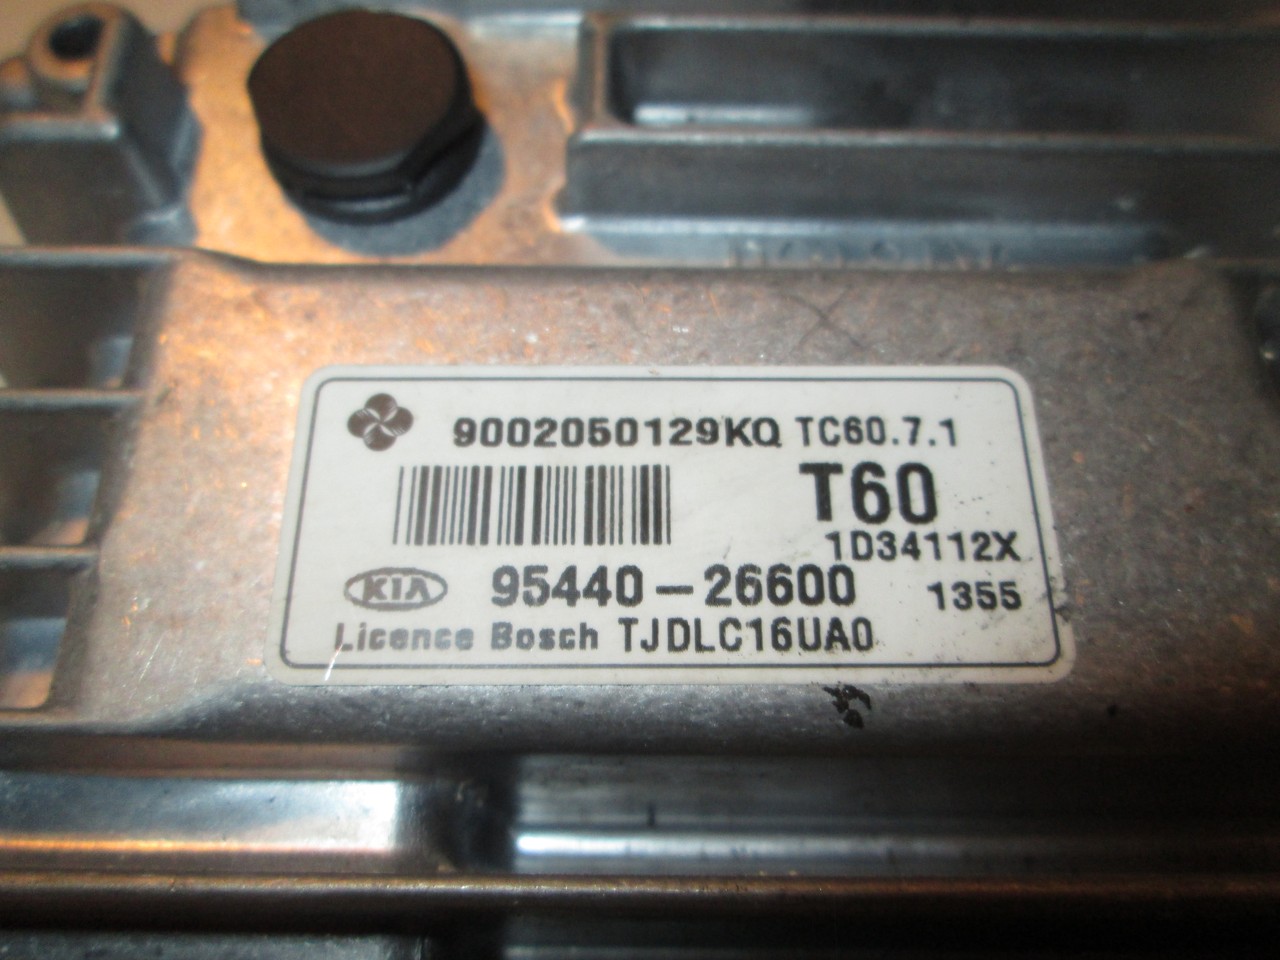 9002050129KQ TC60.7.1
T60
1D34112X
KIA 95440-26600 1355
Licence Bosch TJDLC16UA0